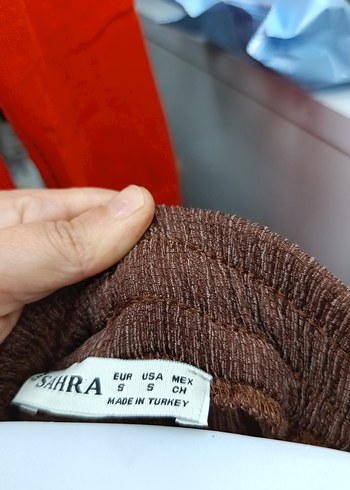 SAHRA
EUR USA MEX
S S CH
MADE IN TURKEY